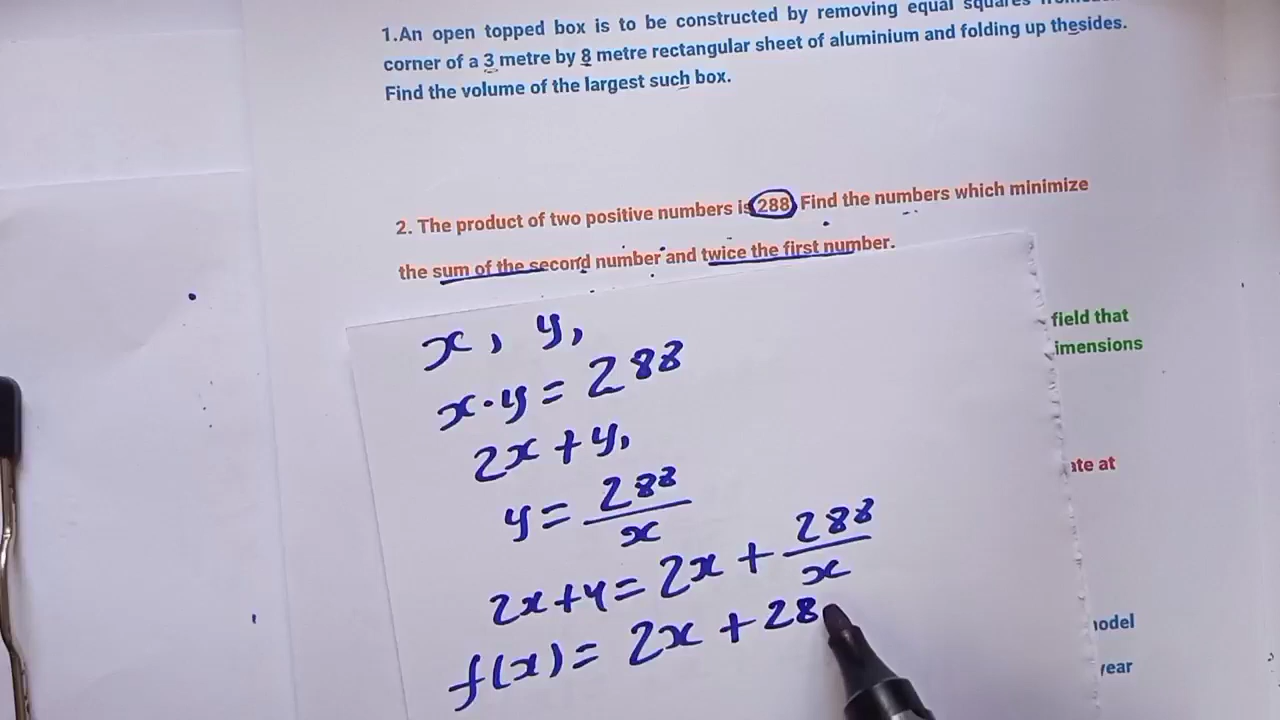 1.An open topped box is to be constructed by removing equal squares
corner of a 3 metre by 8 metre rectangular sheet of aluminium and folding up thesides.
Find the volume of the largest such box.
2. The product of two positive numbers is 288. Find the numbers which minimize
the sum of the second number and twice the first number.
x, y,
x·y = 288
2x + y,
y = 288/x
2x+y = 2x + 288/x
f(x) = 2x + 28
field that
imensions
ate at
odel
year